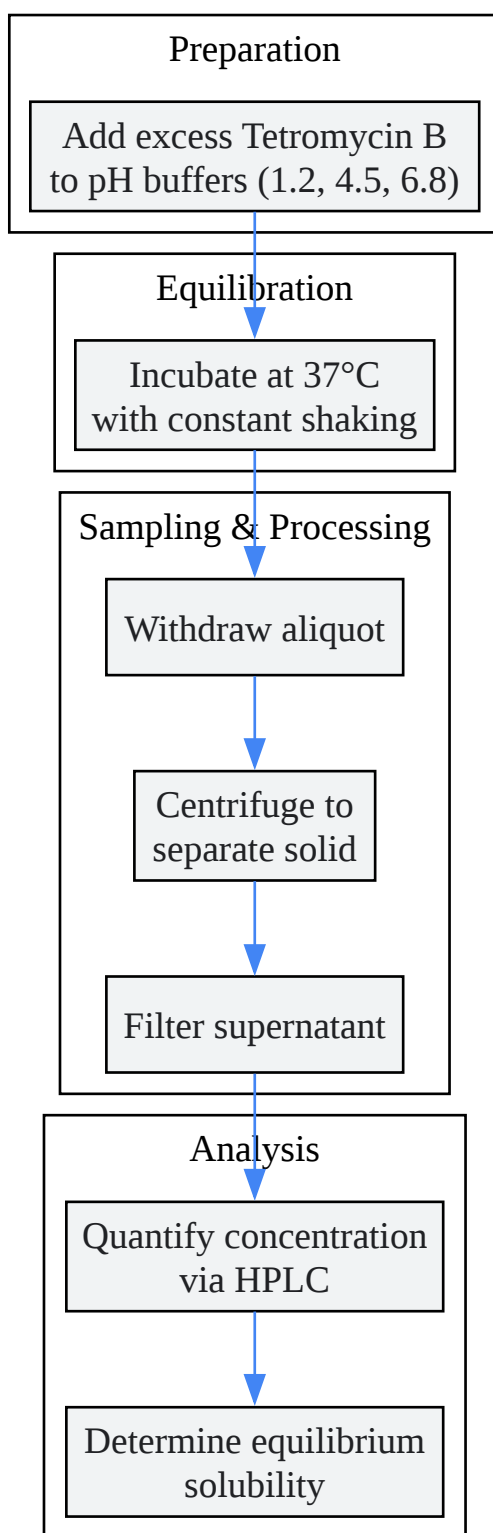 Preparation
Add excess Tetromycin B
to pH buffers (1.2, 4.5, 6.8)
Equilibration
Incubate at 37°C
with constant shaking
Sampling & Processing
Withdraw aliquot
Centrifuge to
separate solid
Filter supernatant
Analysis
Quantify concentration
via HPLC
Determine equilibrium
solubility